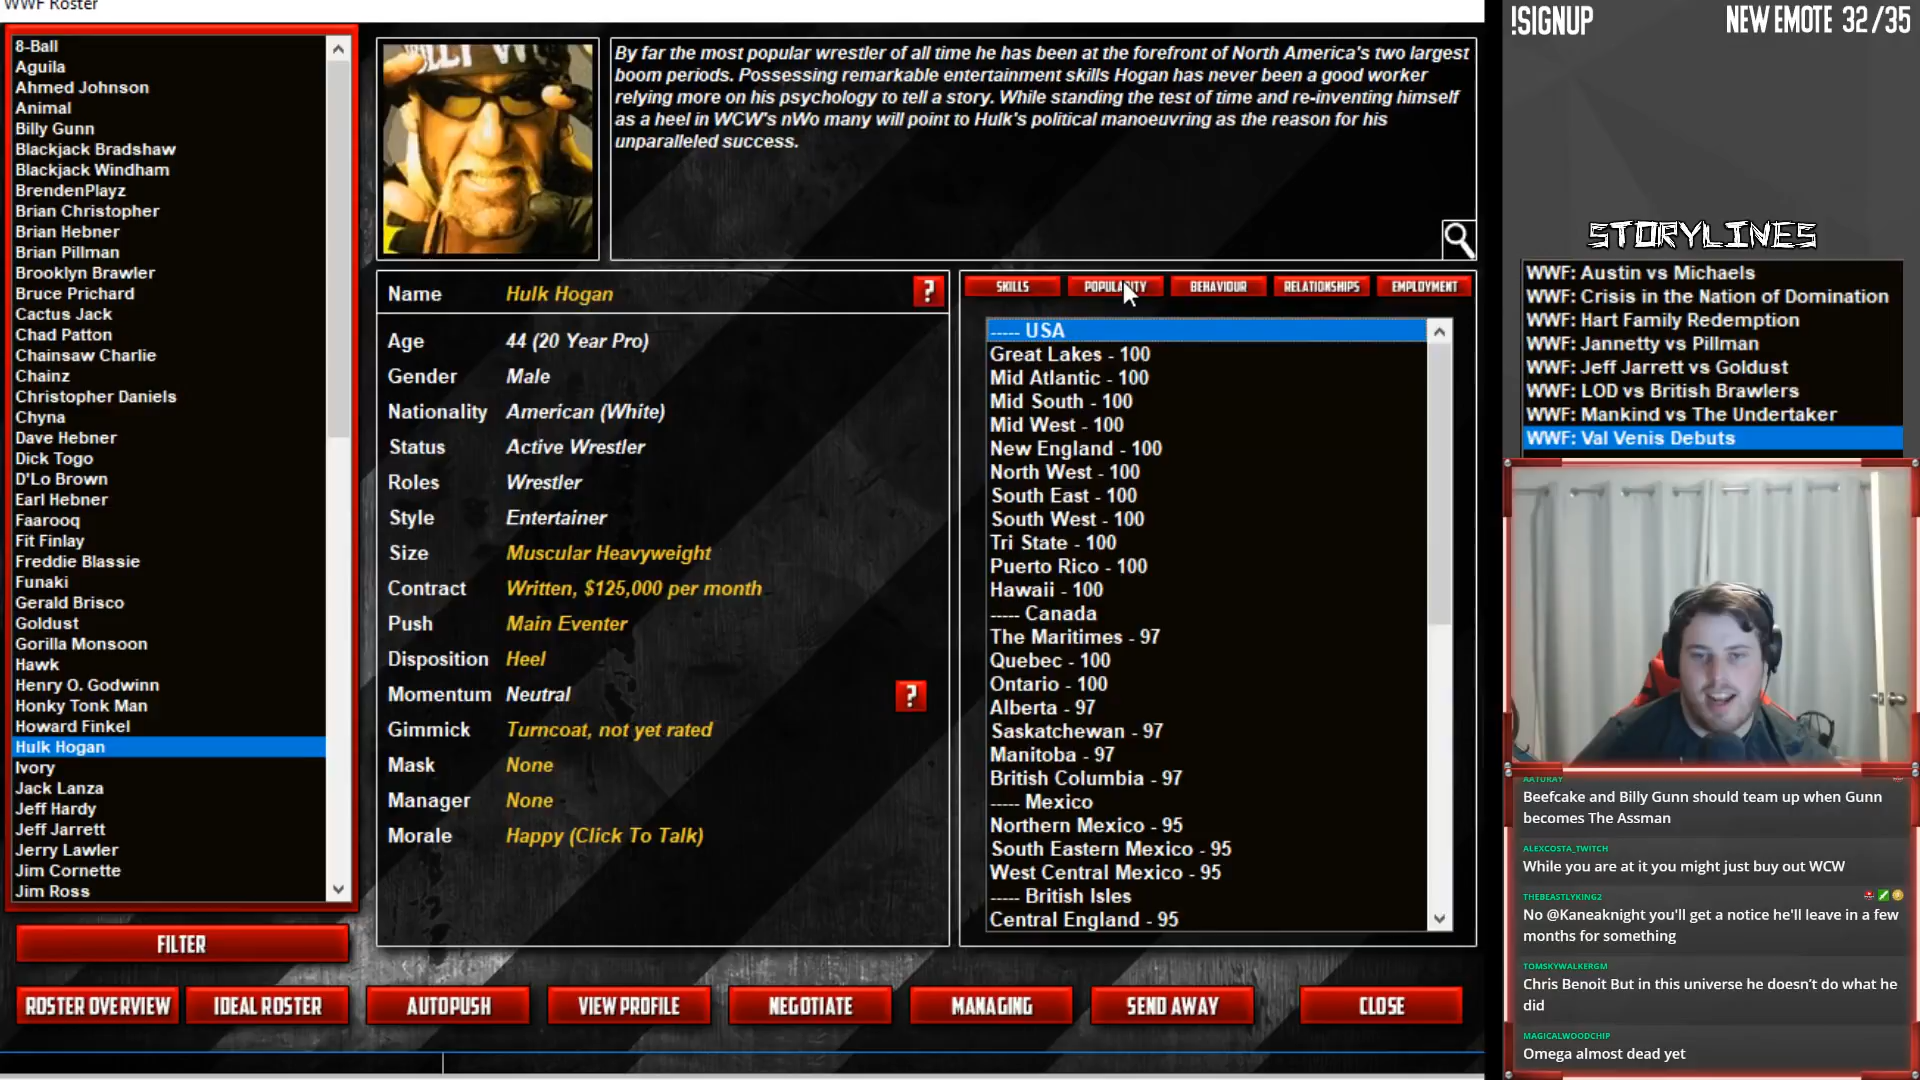 WWF Roster
8-Ball
Aguila
Ahmed Johnson
Animal
Billy Gunn
Blackjack Bradshaw
Blackjack Windham
BrendenPlayz
Brian Christopher
Brian Hebner
Brian Pillman
Brooklyn Brawler
Bruce Prichard
Cactus Jack
Chad Patton
Chainsaw Charlie
Chainz
Christopher Daniels
Chyna
Dave Hebner
Dick Togo
D'Lo Brown
Earl Hebner
Faarooq
Fit Finlay
Freddie Blassie
Funaki
Gerald Brisco
Goldust
Gorilla Monsoon
Hawk
Henry O. Godwinn
Honky Tonk Man
Howard Finkel
Hulk Hogan
Ivory
Jack Lanza
Jeff Hardy
Jeff Jarrett
Jerry Lawler
Jim Cornette
Jim Ross
FILTER
By far the most popular wrestler of all time he has been at the forefront of North America's two largest
boom periods. Possessing remarkable entertainment skills Hogan has never been a good worker
relying more on his psychology to tell a story. While standing the test of time and re-inventing himself
as a heel in WCW's nWo many will point to Hulk's political manoeuvring as the reason for his
unparalleled success.
Name Hulk Hogan ?
Age 44 (20 Year Pro)
Gender Male
Nationality American (White)
Status Active Wrestler
Roles Wrestler
Style Entertainer
Size Muscular Heavyweight
Contract Written, $125,000 per month
Push Main Eventer
Disposition Heel
Momentum Neutral ?
Gimmick Turncoat, not yet rated
Mask None
Manager None
Morale Happy (Click To Talk)
SKILLS POPULARITY BEHAVIOUR RELATIONSHIPS EMPLOYMENT
----- USA
Great Lakes - 100
Mid Atlantic - 100
Mid South - 100
Mid West - 100
New England - 100
North West - 100
South East - 100
South West - 100
Tri State - 100
Puerto Rico - 100
Hawaii - 100
----- Canada
The Maritimes - 97
Quebec - 100
Ontario - 100
Alberta - 97
Saskatchewan - 97
Manitoba - 97
British Columbia - 97
----- Mexico
Northern Mexico - 95
South Eastern Mexico - 95
West Central Mexico - 95
----- British Isles
Central England - 95
ROSTER OVERVIEW IDEAL ROSTER AUTOPUSH VIEW PROFILE NEGOTIATE MANAGING SEND AWAY CLOSE
!SIGNUP NEW EMOTE 32/35
STORYLINES
WWF: Austin vs Michaels
WWF: Crisis in the Nation of Domination
WWF: Hart Family Redemption
WWF: Jannetty vs Pillman
WWF: Jeff Jarrett vs Goldust
WWF: LOD vs British Brawlers
WWF: Mankind vs The Undertaker
WWF: Val Venis Debuts
Beefcake and Billy Gunn should team up when Gunn
becomes The Assman
ALEXCOSTA_TWITCH
While you are at it you might just buy out WCW
THEBEASTLYKING2
No @Kaneaknight you'll get a notice he'll leave in a few
months for something
TOMSKYWALKERGM
Chris Benoit But in this universe he doesn't do what he
did
MAGICALWOODCHIP
Omega almost dead yet